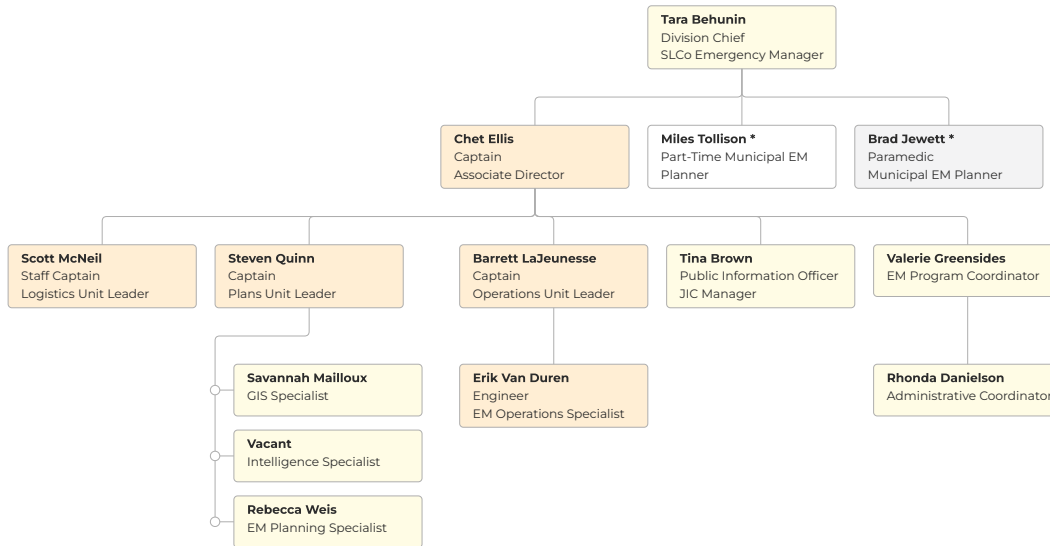 Tara Behunin
Division Chief
SLCo Emergency Manager
Chet Ellis
Captain
Associate Director
Miles Tollison *
Part-Time Municipal EM
Planner
Brad Jewett *
Paramedic
Municipal EM Planner
Scott McNeil
Staff Captain
Logistics Unit Leader
Steven Quinn
Captain
Plans Unit Leader
Barrett LaJeunesse
Captain
Operations Unit Leader
Tina Brown
Public Information Officer
JIC Manager
Valerie Greensides
EM Program Coordinator
Savannah Mailloux
GIS Specialist
Vacant
Intelligence Specialist
Rebecca Weis
EM Planning Specialist
Erik Van Duren
Engineer
EM Operations Specialist
Rhonda Danielson
Administrative Coordinator